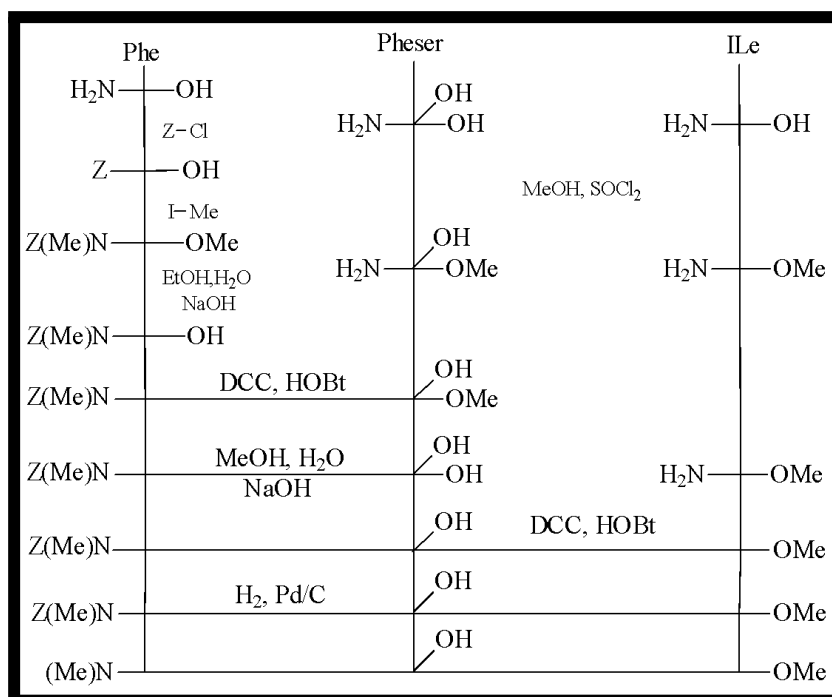 Phe Pheser ILe
H₂N OH
OH
H₂N OH
H₂N OH
Z–Cl
Z OH
MeOH, SOCl₂
I–Me
Z(Me)N OMe
OH
H₂N OMe
H₂N OMe
EtOH,H₂O
NaOH
Z(Me)N OH
DCC, HOBt
OH
Z(Me)N OMe
MeOH, H₂O
NaOH
OH
Z(Me)N OH
H₂N OMe
OH
DCC, HOBt
Z(Me)N OMe
H₂, Pd/C
OH
Z(Me)N OMe
OH
(Me)N OMe